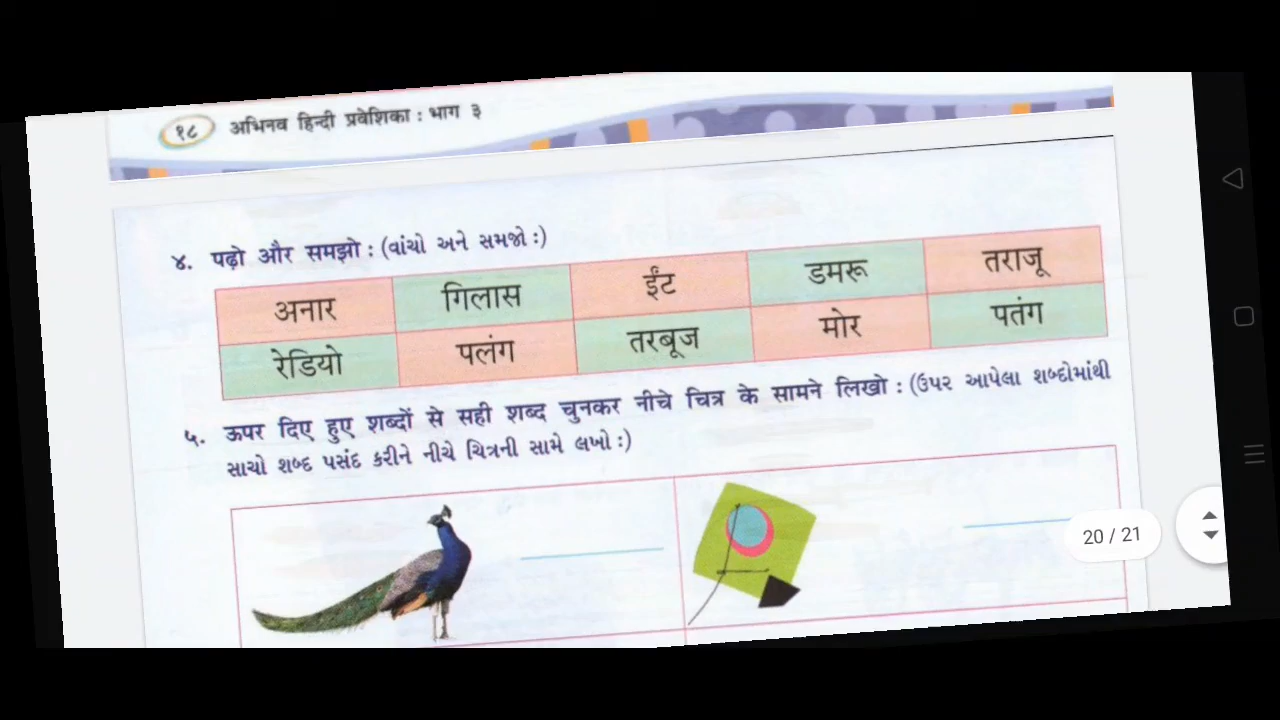 १८ अभिनव हिन्दी प्रवेशिका : भाग ३
४. पढ़ो और समझो : (વાંચો અને સમજો :)
अनार गिलास ईंट डमरू तराजू
रेडियो पलंग तरबूज मोर पतंग
५. ऊपर दिए हुए शब्दों से सही शब्द चुनकर नीचे चित्र के सामने लिखो : (ઉપર આપેલા શબ્દોમાંથી
સાચો શબ્દ પસંદ કરીને નીચે ચિત્રની સામે લખો :)
20 / 21